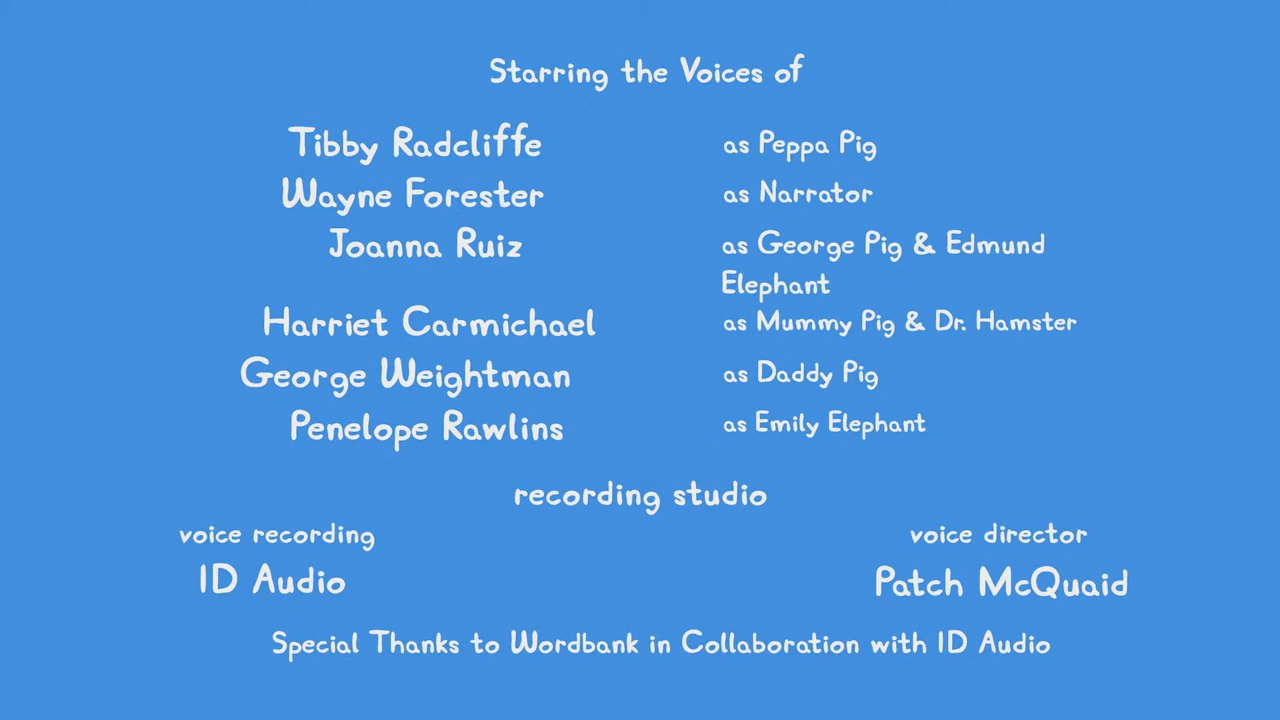 Starring the Voices of
Tibby Radcliffe as Peppa Pig
Wayne Forester as Narrator
Joanna Ruiz as George Pig & Edmund
Elephant
Harriet Carmichael as Mummy Pig & Dr. Hamster
George Weightman as Daddy Pig
Penelope Rawlins as Emily Elephant
recording studio
voice recording voice director
ID Audio Patch McQuaid
Special Thanks to Wordbank in Collaboration with ID Audio